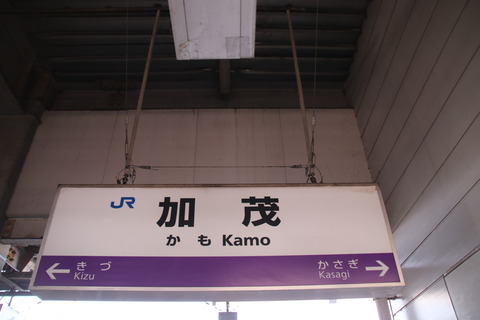 JR 加茂
かも Kamo
← きづ かさぎ →
Kizu Kasagi